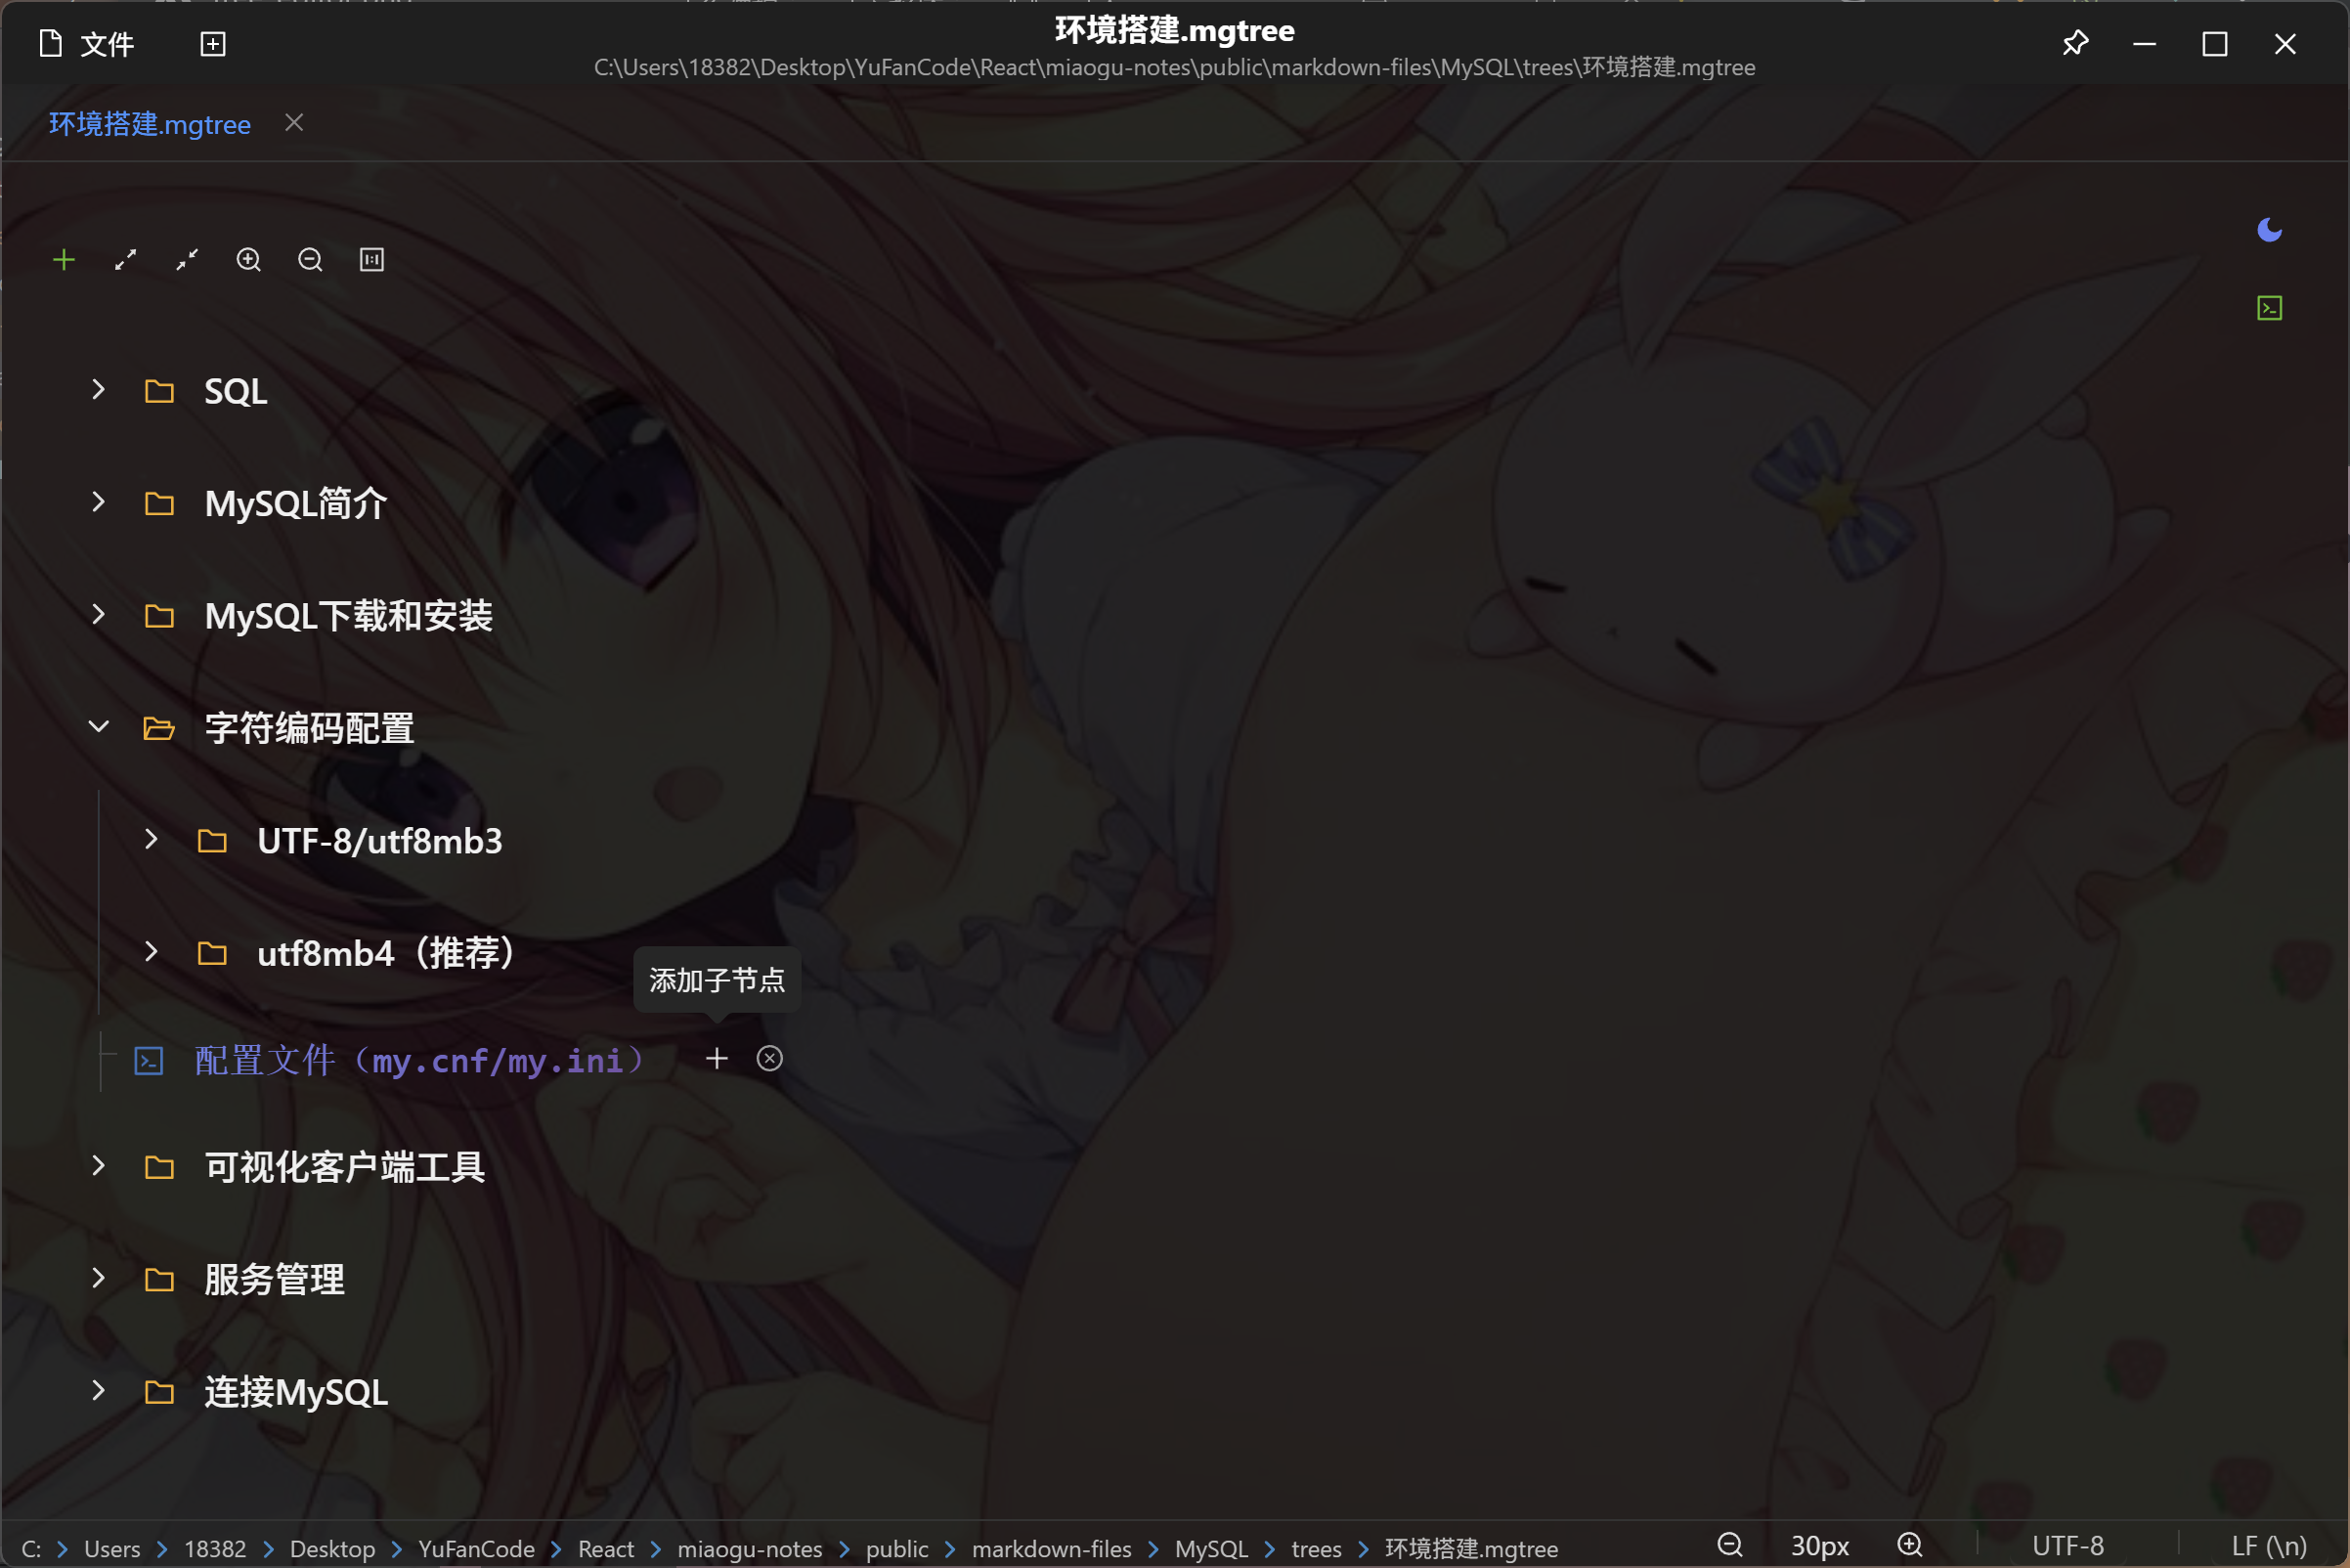 文件
环境搭建.mgtree
C:\Users\18382\Desktop\YuFanCode\React\miaogu-notes\public\markdown-files\MySQL\trees\环境搭建.mgtree
环境搭建.mgtree
SQL
MySQL简介
MySQL下载和安装
字符编码配置
UTF-8/utf8mb3
utf8mb4（推荐）
添加子节点
配置文件（my.cnf/my.ini）
可视化客户端工具
服务管理
连接MySQL
C: > Users > 18382 > Desktop > YuFanCode > React > miaogu-notes > public > markdown-files > MySQL > trees > 环境搭建.mgtree 30px UTF-8 LF (\n)